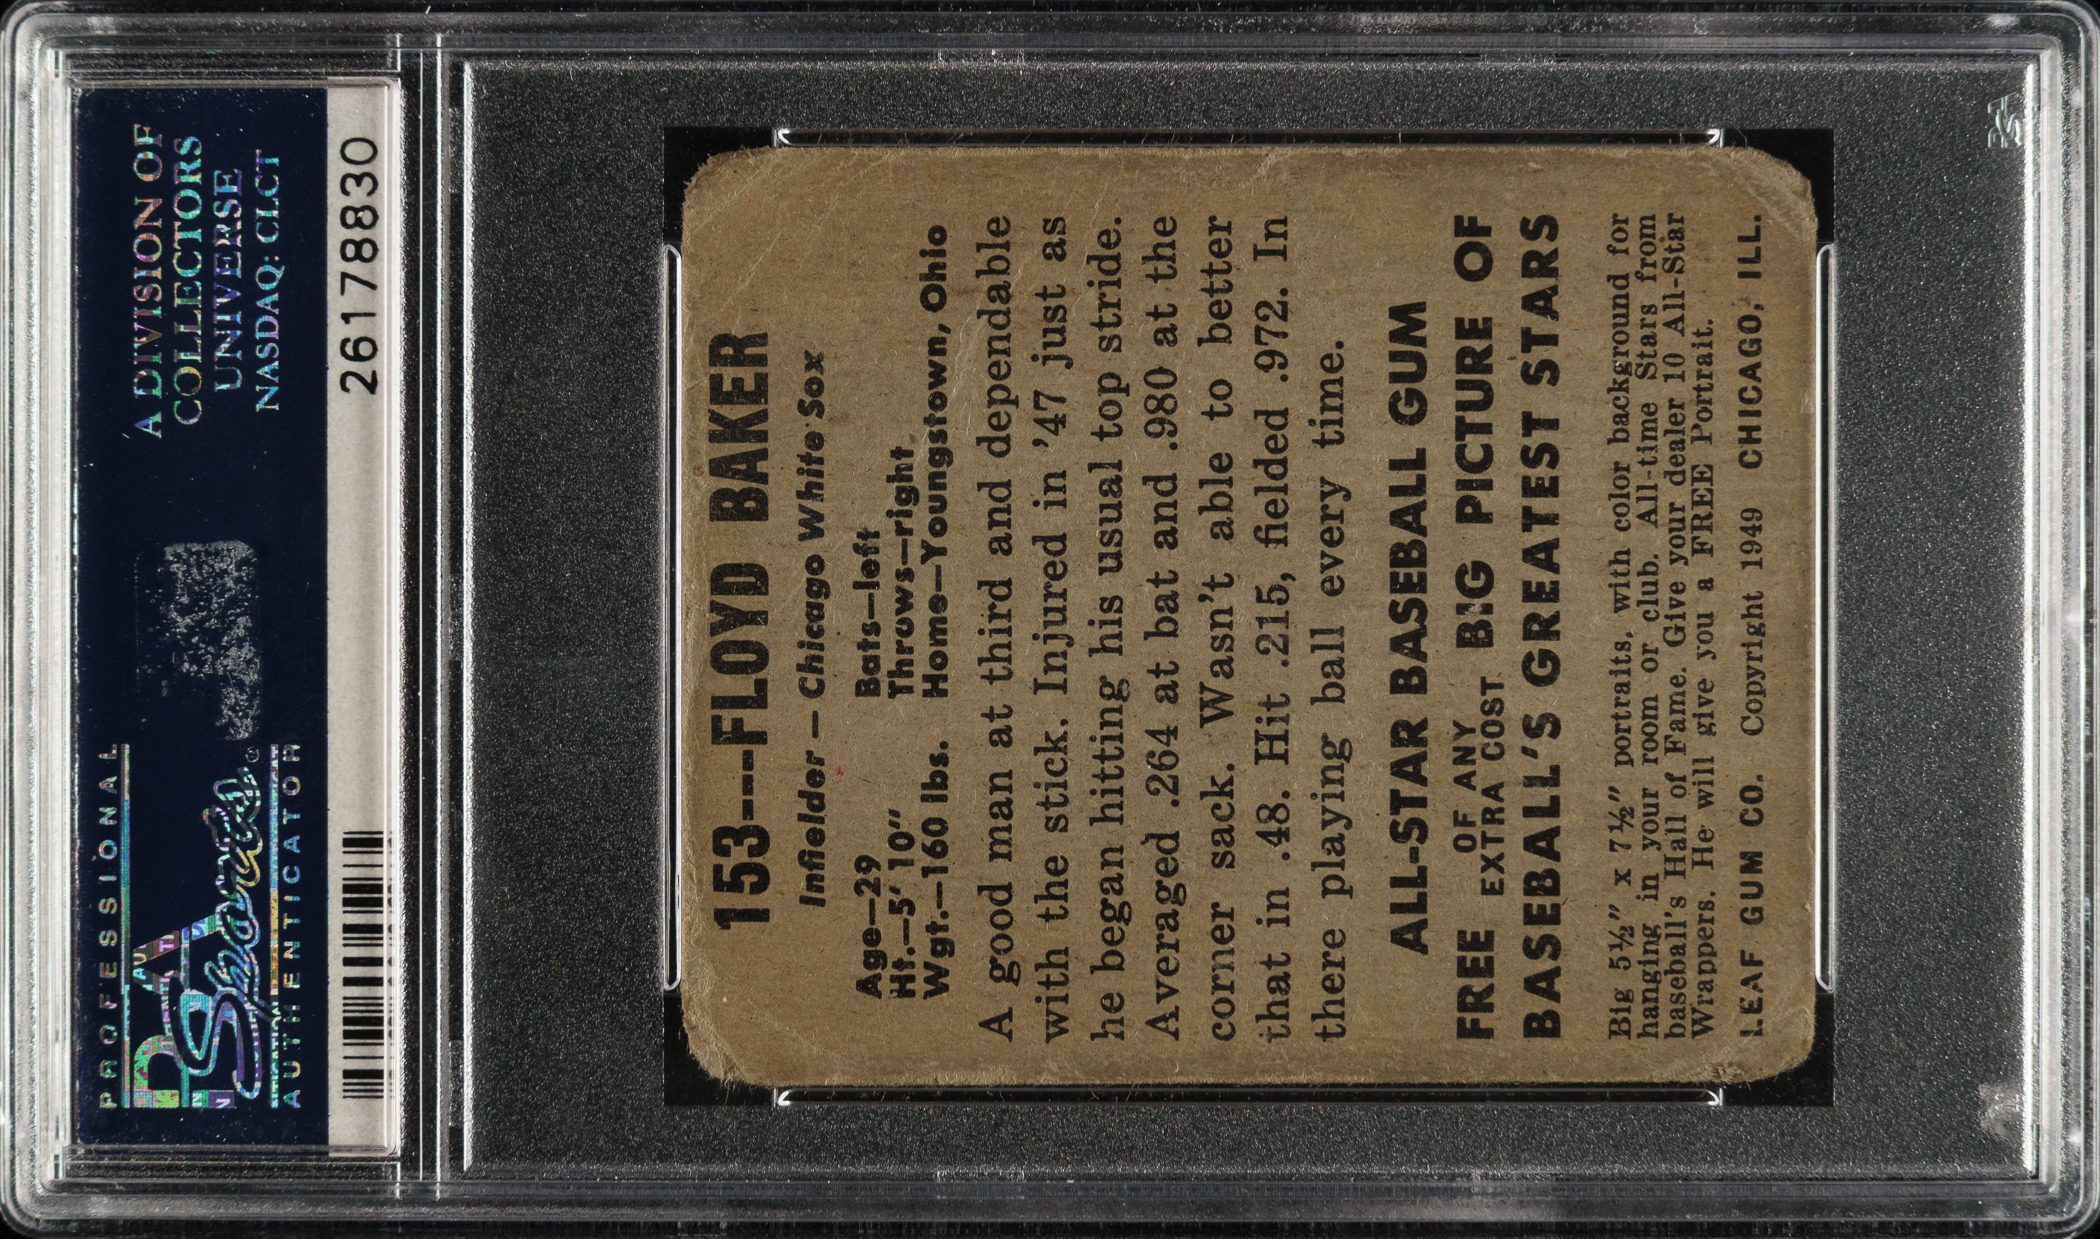 PROFESSIONAL
PSA
Sports
®
AUTHENTICATOR
A DIVISION OF
COLLECTORS
UNIVERSE
NASDAQ: CLCT
26178830
153---FLOYD BAKER
Infielder — Chicago White Sox
Age—29 Bats—left
Ht.—5' 10" Throws—right
Wgt.—160 lbs. Home—Youngstown, Ohio
A good man at third and dependable
with the stick. Injured in '47 just as
he began hitting his usual top stride.
Averaged .264 at bat and .980 at the
corner sack. Wasn't able to better
that in .48. Hit .215, fielded .972. In
there playing ball every time.
ALL-STAR BASEBALL GUM
FREE OF ANY EXTRA COST BIG PICTURE OF
BASEBALL'S GREATEST STARS
Big 5½" x 7½" portraits, with color background for
hanging in your room or club. All-time Stars from
baseball's Hall of Fame. Give your dealer 10 All-Star
Wrappers. He will give you a FREE Portrait.
LEAF GUM CO. Copyright 1949 CHICAGO, ILL.
PSA